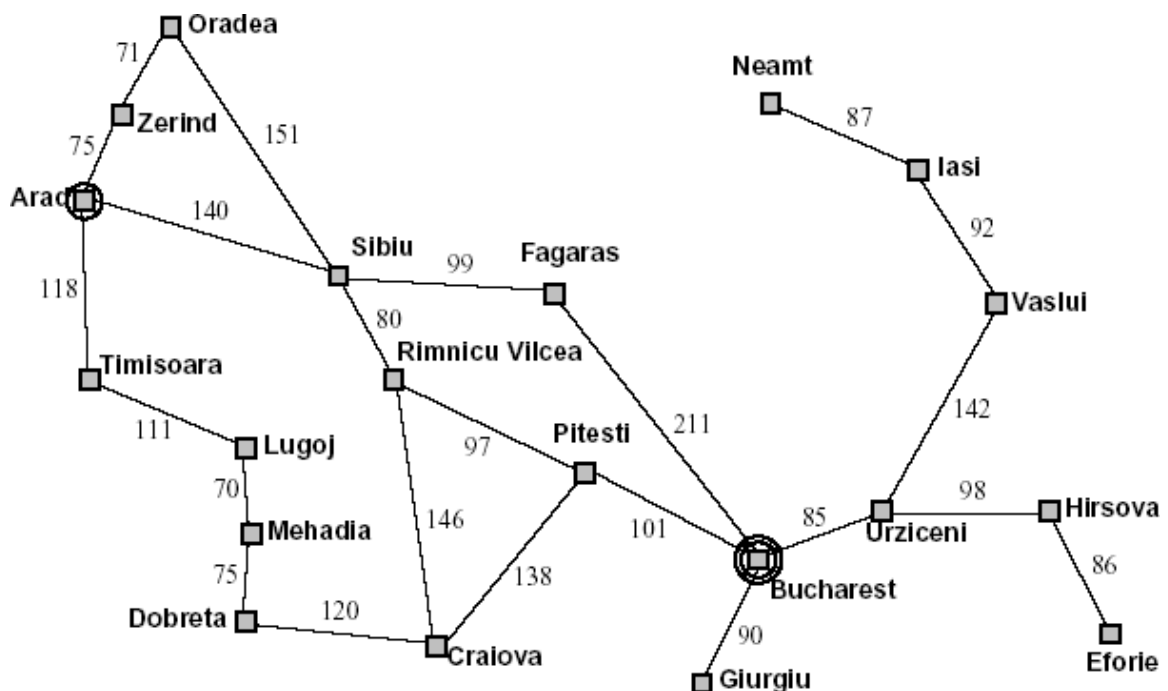 Oradea
71
Neamt
Zerind
87
151
75
Iasi
Arad
140
92
Sibiu
Fagaras
99
118
Vaslui
80
Timisoara
Rimnicu Vilcea
142
111
211
Lugoj
97
Pitesti
70
98
Hirsova
146
101
85
Urziceni
Mehadia
86
75
138
Bucharest
Dobreta
120
90
Craiova
Eforie
Giurgiu